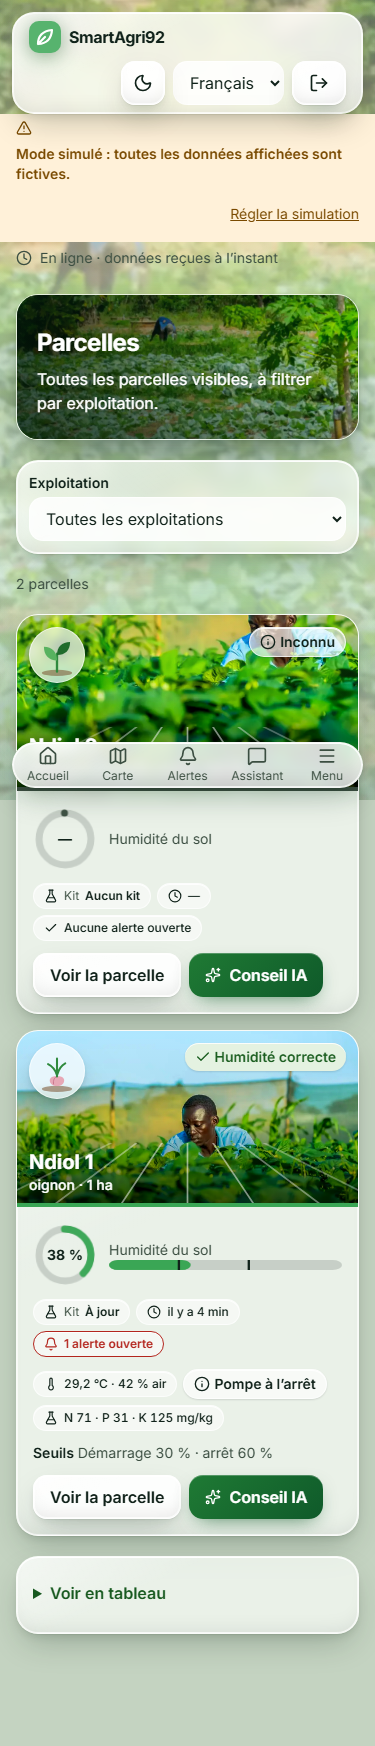 SmartAgri92
Français
Mode simulé : toutes les données affichées sont
fictives.
Régler la simulation
En ligne · données reçues à l'instant
Parcelles
Toutes les parcelles visibles, à filtrer
par exploitation.
Exploitation
Toutes les exploitations
2 parcelles
Inconnu
Accueil
Carte
Alertes
Assistant
Menu
—
Humidité du sol
Kit Aucun kit
—
Aucune alerte ouverte
Voir la parcelle
Conseil IA
Humidité correcte
Ndiol 1
oignon · 1 ha
38 %
Humidité du sol
Kit À jour
il y a 4 min
1 alerte ouverte
29,2 °C · 42 % air
Pompe à l'arrêt
N 71 · P 31 · K 125 mg/kg
Seuils Démarrage 30 % · arrêt 60 %
Voir la parcelle
Conseil IA
Voir en tableau